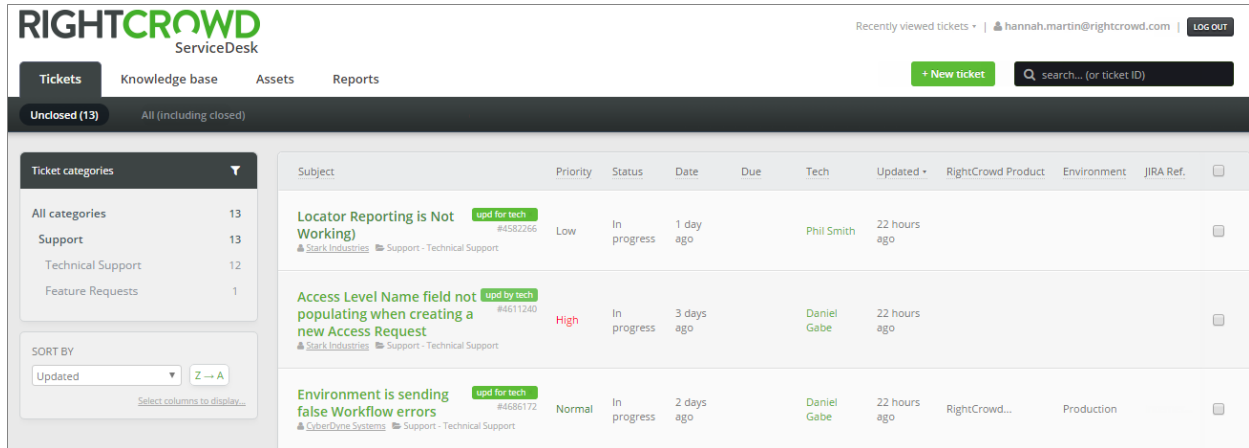 RIGHTCROWD
ServiceDesk
Recently viewed tickets | hannah.martin@rightcrowd.com | LOG OUT
Tickets Knowledge base Assets Reports
+ New ticket search... (or ticket ID)
Unclosed (13) All (including closed)
Ticket categories
All categories 13
Support 13
Technical Support 12
Feature Requests 1
SORT BY
Updated Z → A
Select columns to display...
Subject Priority Status Date Due Tech Updated RightCrowd Product Environment JIRA Ref.
Locator Reporting is Not upd for tech
Working) #4582266
Stark Industries Support - Technical Support
Low In progress 1 day ago Phil Smith 22 hours ago
Access Level Name field not upd by tech
populating when creating a #4611240
new Access Request
Stark Industries Support - Technical Support
High In progress 3 days ago Daniel Gabe 22 hours ago
Environment is sending upd for tech
false Workflow errors #4686172
CyberDyne Systems Support - Technical Support
Normal In progress 2 days ago Daniel Gabe 22 hours ago RightCrowd... Production